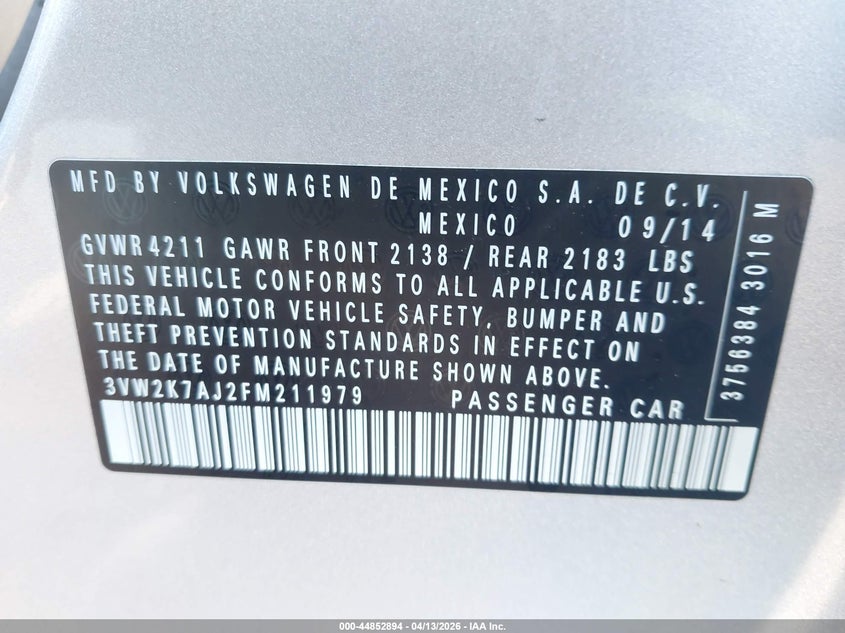 MFD BY VOLKSWAGEN DE MEXICO S.A. DE C.V.
MEXICO 09/14
GVWR 4211 GAWR FRONT 2138 / REAR 2183 LBS
THIS VEHICLE CONFORMS TO ALL APPLICABLE U.S.
FEDERAL MOTOR VEHICLE SAFETY, BUMPER AND
THEFT PREVENTION STANDARDS IN EFFECT ON
THE DATE OF MANUFACTURE SHOWN ABOVE.
3VW2K7AJ2FM211979 PASSENGER CAR
3756384 3016 M
000-44852894 - 04/13/2026 - IAA Inc.